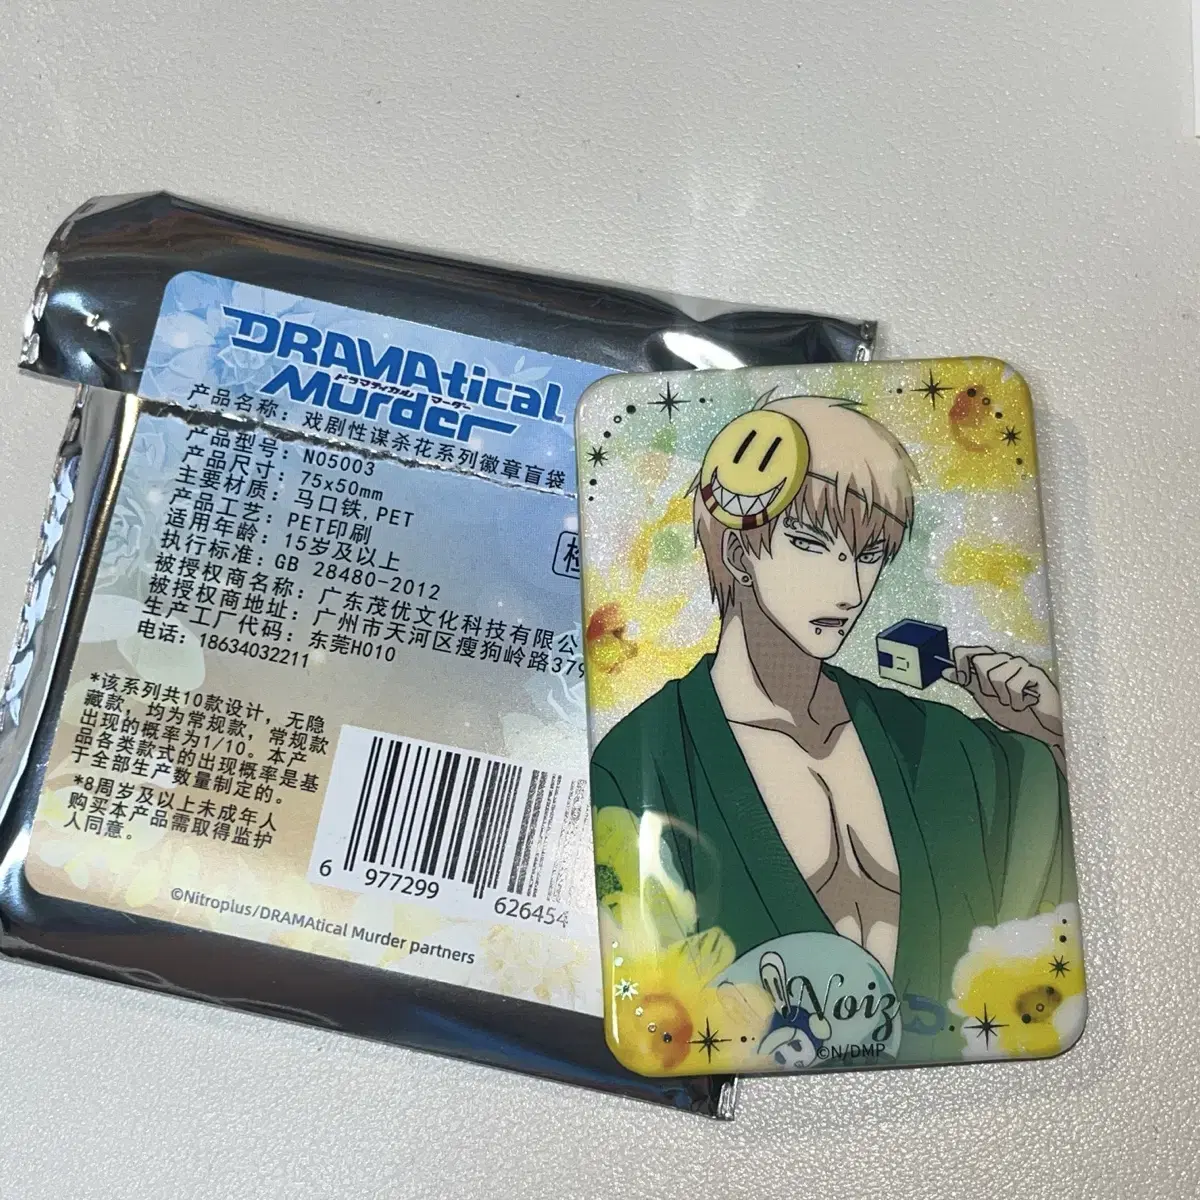 DRAMAtical
ドラマティカル マーダー
Murder
产品名称: 戏剧性谋杀花系列徽章盲袋
产品型号: N05003
产品尺寸: 75x50mm
主要材质: 马口铁,PET
产品工艺: PET印刷
适用年龄: 15岁及以上
执行标准: GB 28480-2012
被授权商名称: 广东茂优文化科技有限公
被授权商地址: 广州市天河区瘦狗岭路379
生产工厂代码: 东莞H010
电话: 18634032211
*该系列共10款设计，无隐
藏款，均为常规款，常规款
出现的概率为1/10。本产
品各类款式的出现概率是基
于全部生产数量制定的。
*8周岁及以上未成年人
购买本产品需取得监护
人同意。
6 977299 626454
©Nitroplus/DRAMAtical Murder partners
Noiz
©N/DMP